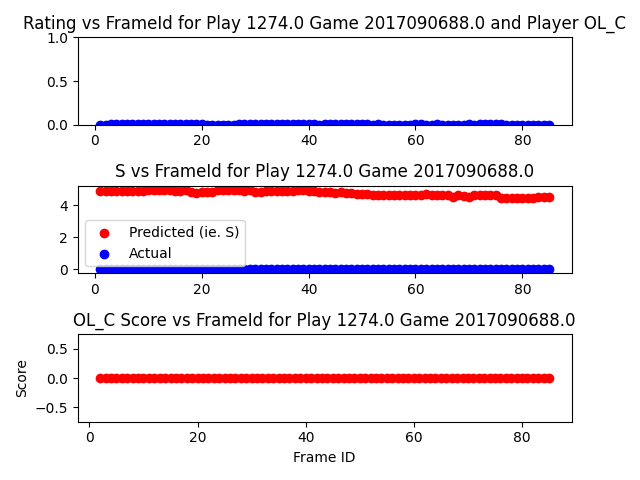 Rating vs FrameId for Play 1274.0 Game 2017090688.0 and Player OL_C
1.0
0.5
0.0
0 20 40 60 80
S vs FrameId for Play 1274.0 Game 2017090688.0
4
2
0
Predicted (ie. S)
Actual
0 20 40 60 80
OL_C Score vs FrameId for Play 1274.0 Game 2017090688.0
Score
0.5
0.0
−0.5
0 20 40 60 80
Frame ID